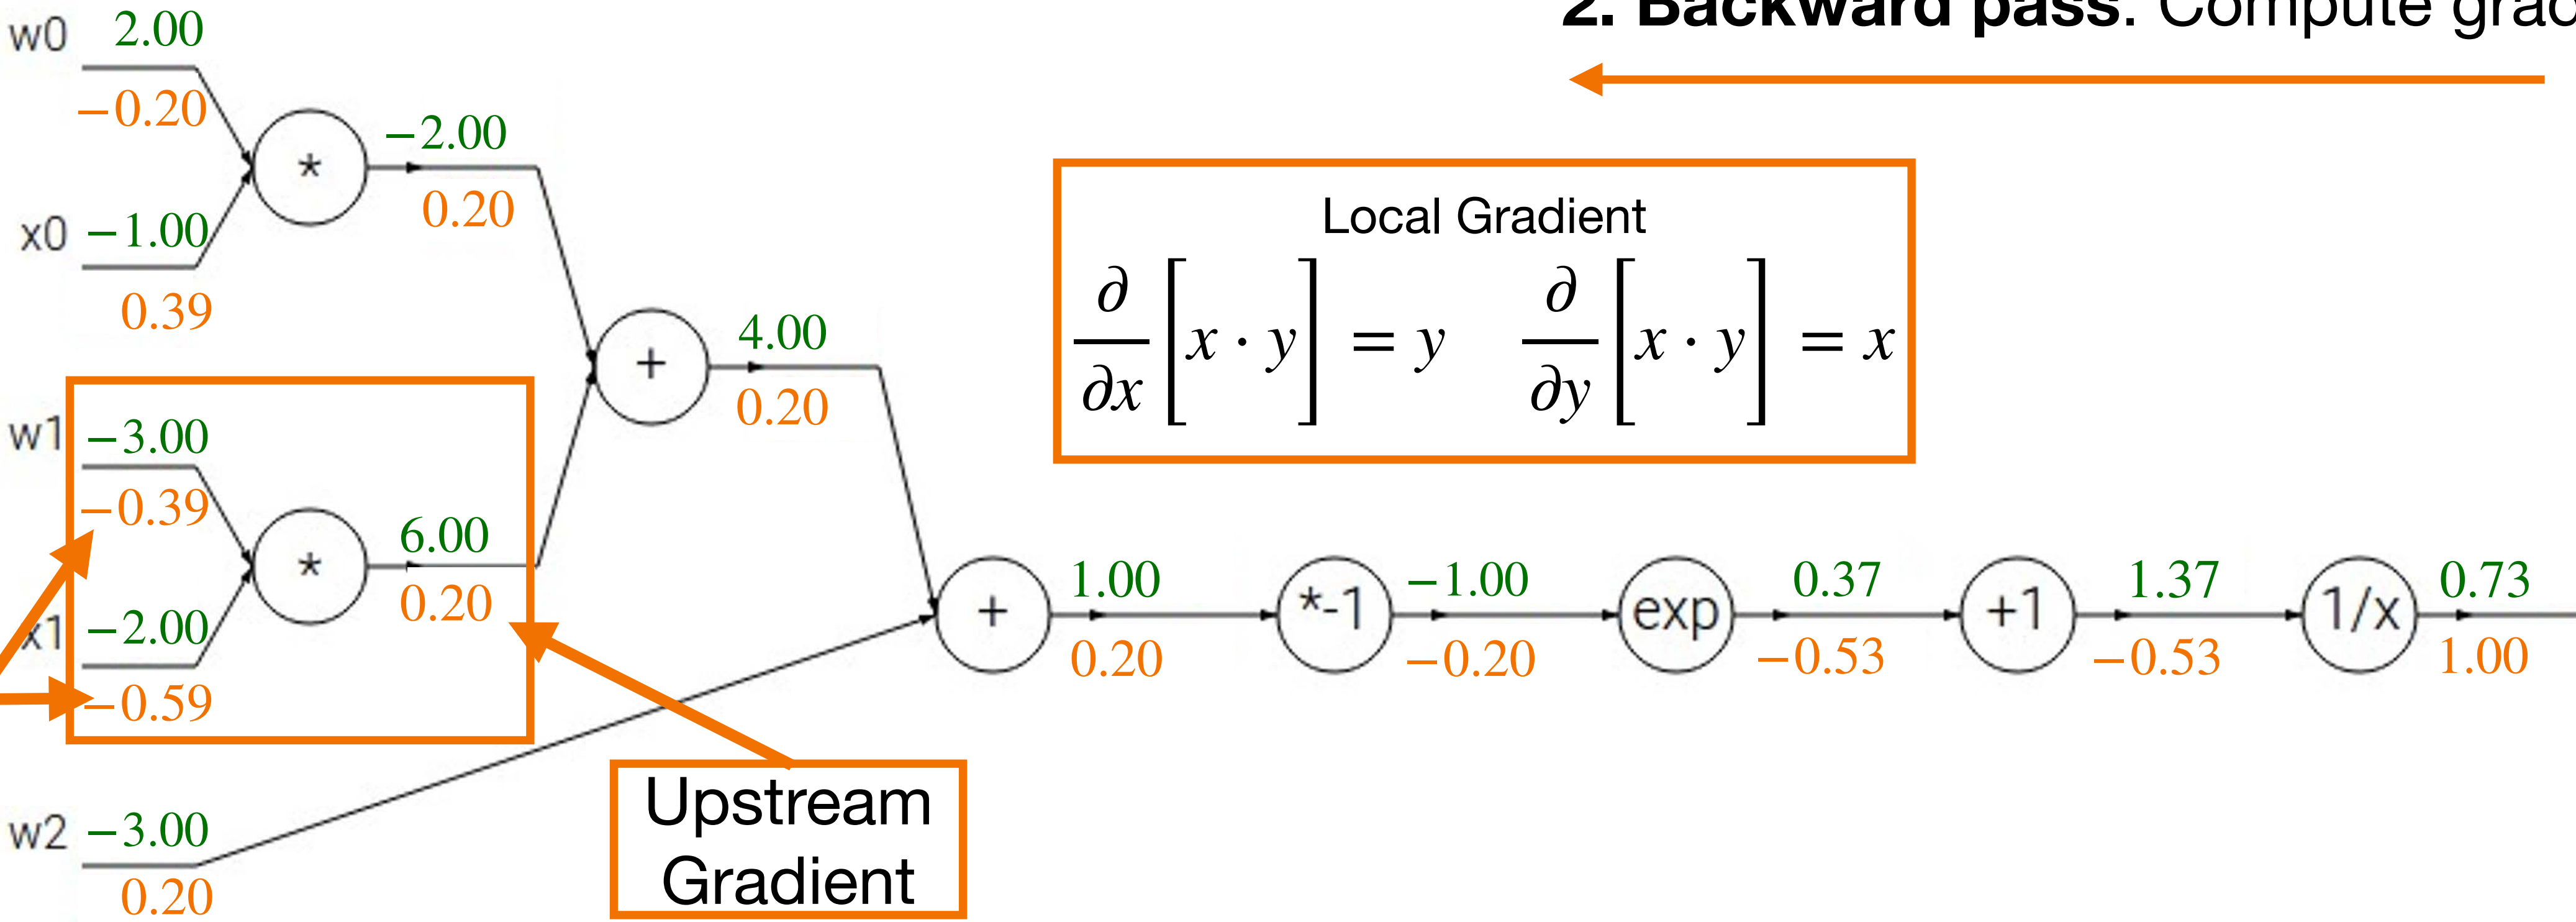 2. Backward pass: Compute grad
w0 2.00
−0.20
*
−2.00
0.20
x0 −1.00
0.39
Local Gradient
∂/∂x [x · y] = y ∂/∂y [x · y] = x
+
4.00
0.20
w1 −3.00
−0.39
*
6.00
0.20
x1 −2.00
−0.59
+
1.00
0.20
*-1
−1.00
−0.20
exp
0.37
−0.53
+1
1.37
−0.53
1/x
0.73
1.00
Upstream
Gradient
w2 −3.00
0.20